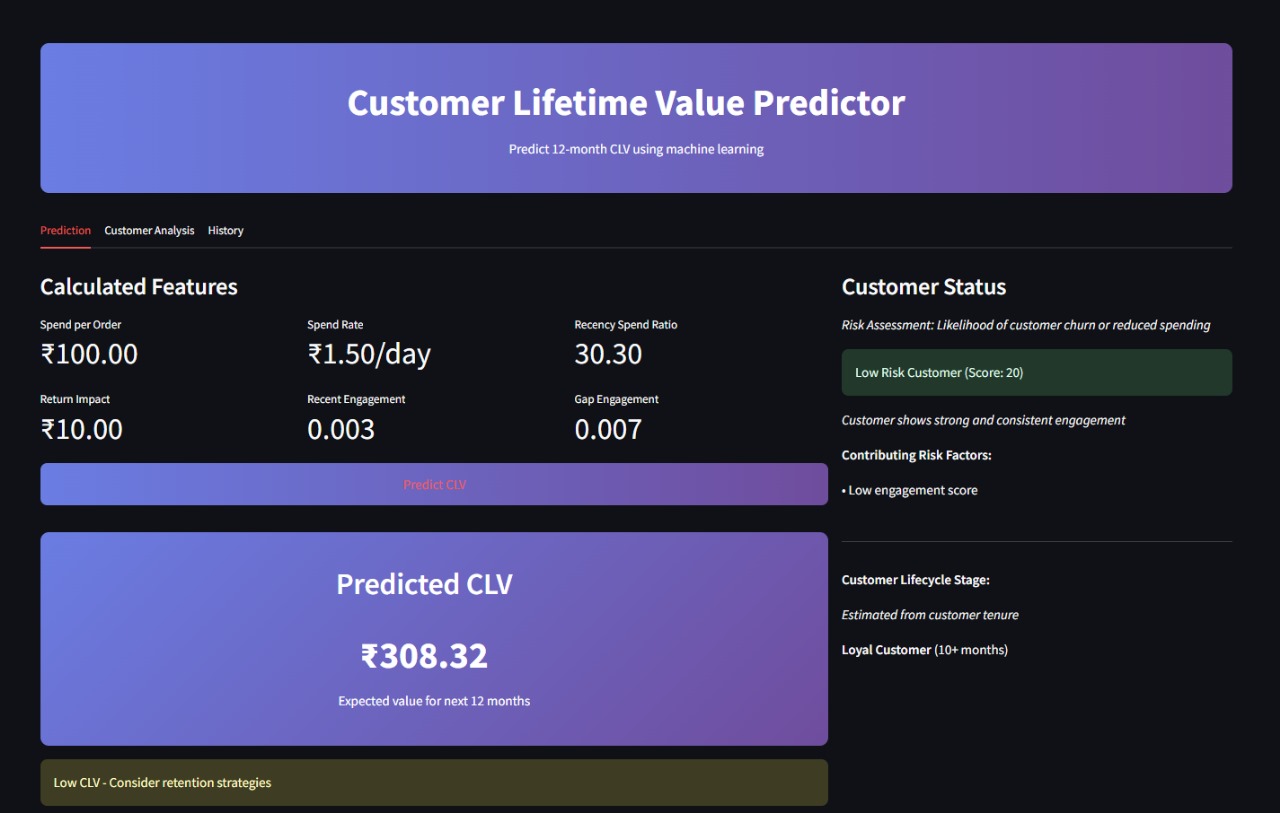 Customer Lifetime Value Predictor
Predict 12-month CLV using machine learning
Prediction
Customer Analysis
History
Calculated Features
Spend per Order
₹100.00
Spend Rate
₹1.50/day
Recency Spend Ratio
30.30
Return Impact
₹10.00
Recent Engagement
0.003
Gap Engagement
0.007
Predict CLV
Predicted CLV
₹308.32
Expected value for next 12 months
Low CLV - Consider retention strategies
Customer Status
Risk Assessment: Likelihood of customer churn or reduced spending
Low Risk Customer (Score: 20)
Customer shows strong and consistent engagement
Contributing Risk Factors:
• Low engagement score
Customer Lifecycle Stage:
Estimated from customer tenure
Loyal Customer (10+ months)